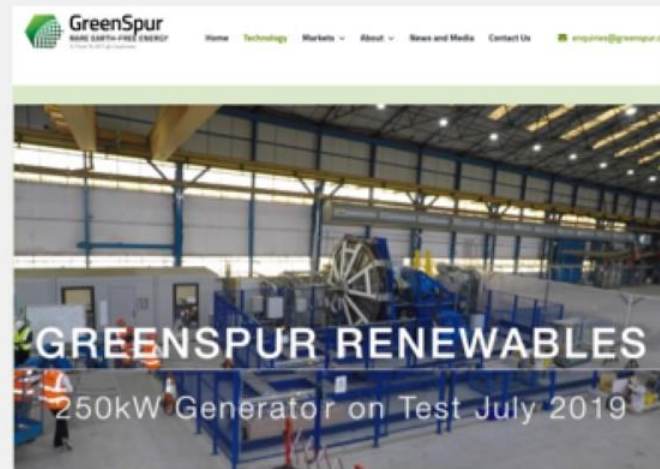 GreenSpur
RARE EARTH-FREE ENERGY
Home Technology Markets About News and Media Contact Us enquiries@greenspur.c
GREENSPUR RENEWABLES
250kW Generator on Test July 2019